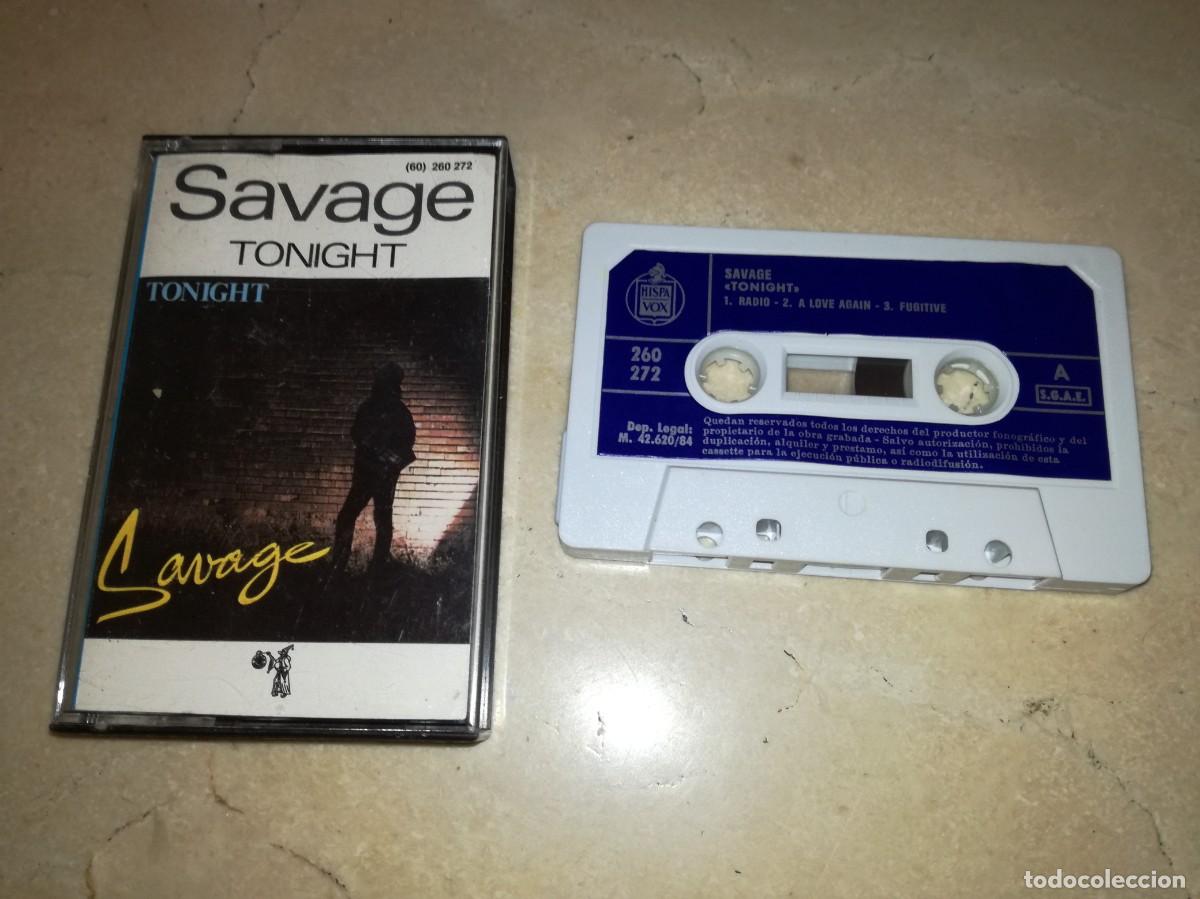 (60) 260 272
Savage
TONIGHT
TONIGHT
Savage
HISPA
VOX
SAVAGE
«TONIGHT»
1. RADIO - 2. A LOVE AGAIN - 3. FUGITIVE
260
272
A
S.G.A.E.
Dep. Legal:
M. 42.620/84
Quedan reservados todos los derechos del productor fonográfico y del
propietario de la obra grabada - Salvo autorización, prohibidos la
duplicación, alquiler y prestamo, así como la utilización de esta
cassette para la ejecución pública o radiodifusión.
todocoleccion